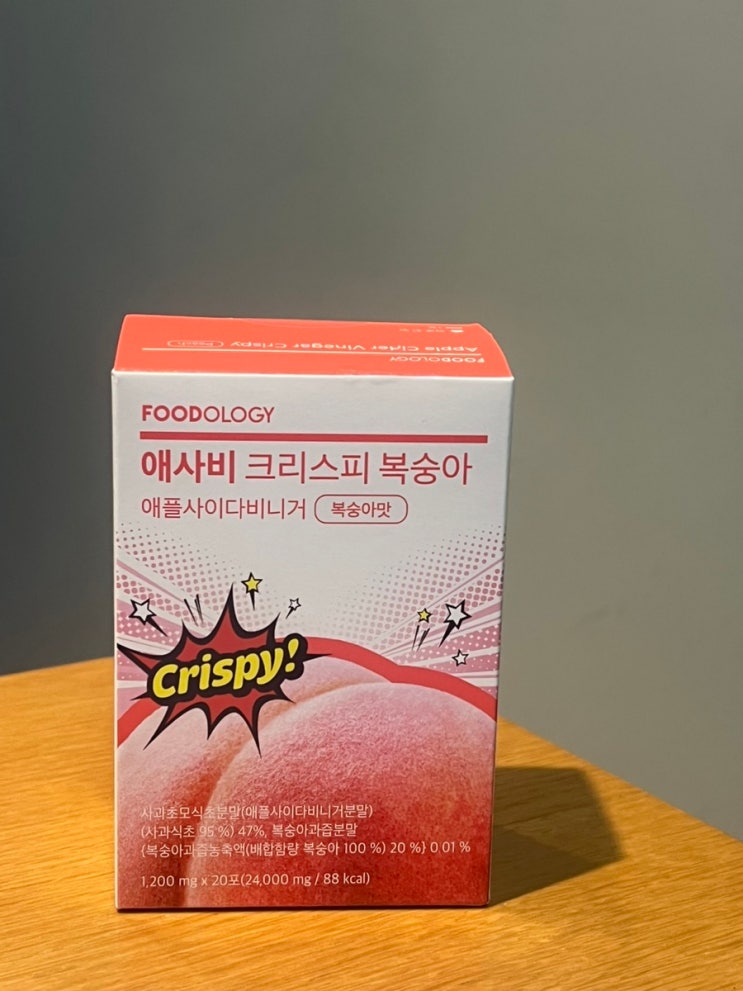 Apple Cider Vinegar Crispy Peach
FOODOLOGY
FOODOLOGY
애사비 크리스피 복숭아
애플사이다비니거 복숭아맛
Crispy!
사과초모식초분말(애플사이다비니거분말)
(사과식초 95 %) 47%, 복숭아과즙분말
{복숭아과즙농축액(배합함량 복숭아 100 %) 20 %} 0.01 %
1,200 mg x 20포(24,000 mg / 88 kcal)